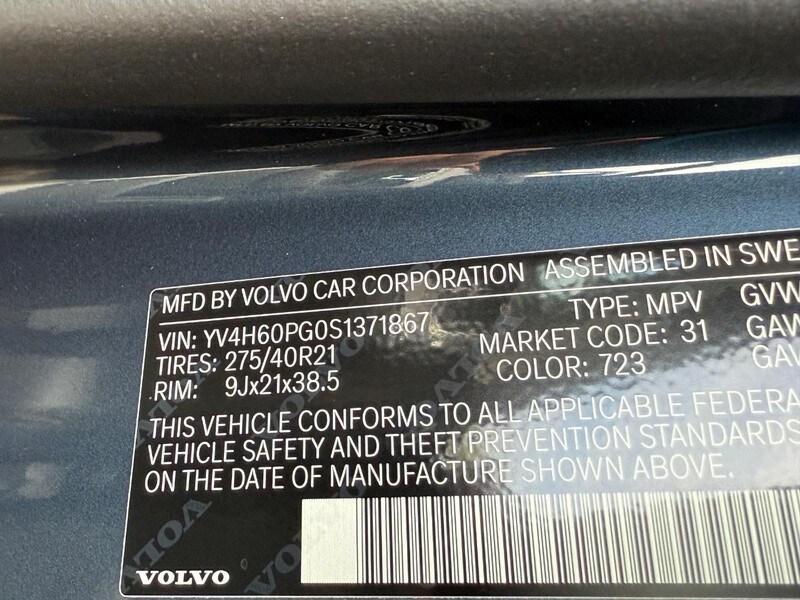 MFD BY VOLVO CAR CORPORATION ASSEMBLED IN SWE
VIN: YV4H60PG0S1371867 TYPE: MPV GVW
TIRES: 275/40R21 MARKET CODE: 31 GAW
RIM: 9Jx21x38.5 COLOR: 723 GAW
THIS VEHICLE CONFORMS TO ALL APPLICABLE FEDERA
VEHICLE SAFETY AND THEFT PREVENTION STANDARDS
ON THE DATE OF MANUFACTURE SHOWN ABOVE.
VOLVO
VOLVO
VOLVO